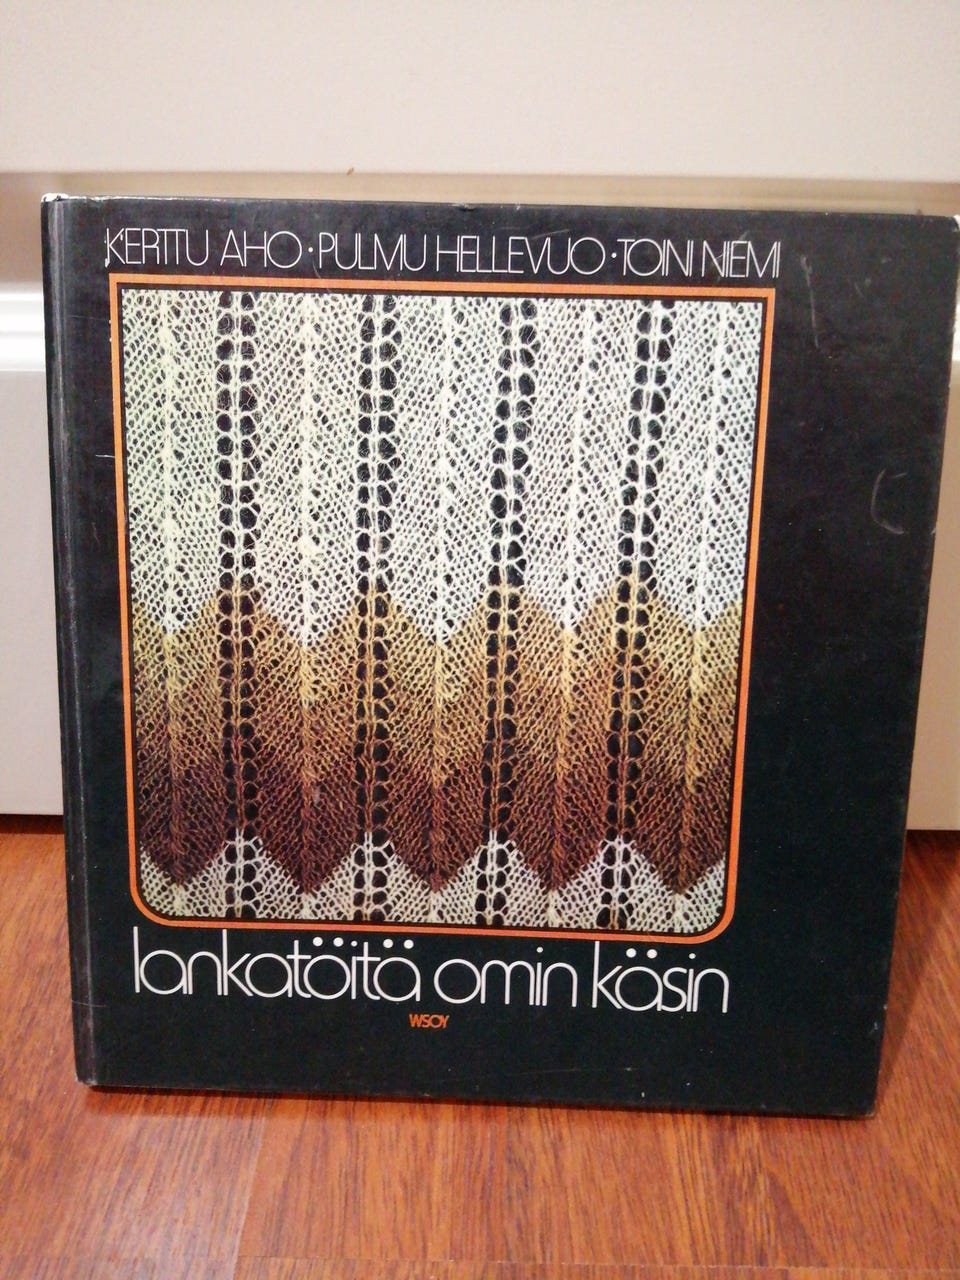 KERTTU AHO · PULMU HELLEVUO · TOINI NIEMI
lankatöitä omin käsin
WSOY